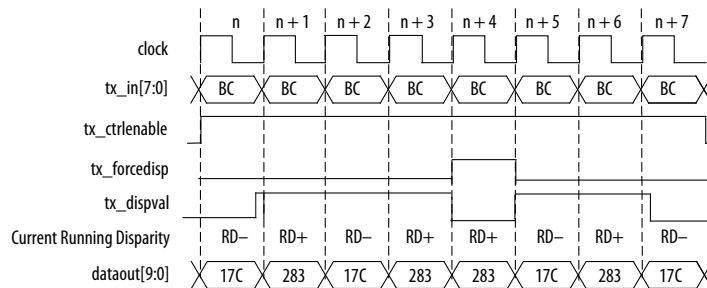 n n + 1 n + 2 n + 3 n + 4 n + 5 n + 6 n + 7
clock
tx_in[7:0] BC BC BC BC BC BC BC BC
tx_ctrlenable
tx_forcedisp
tx_dispval
Current Running Disparity RD– RD+ RD– RD+ RD+ RD– RD+ RD–
dataout[9:0] 17C 283 17C 283 283 17C 283 17C